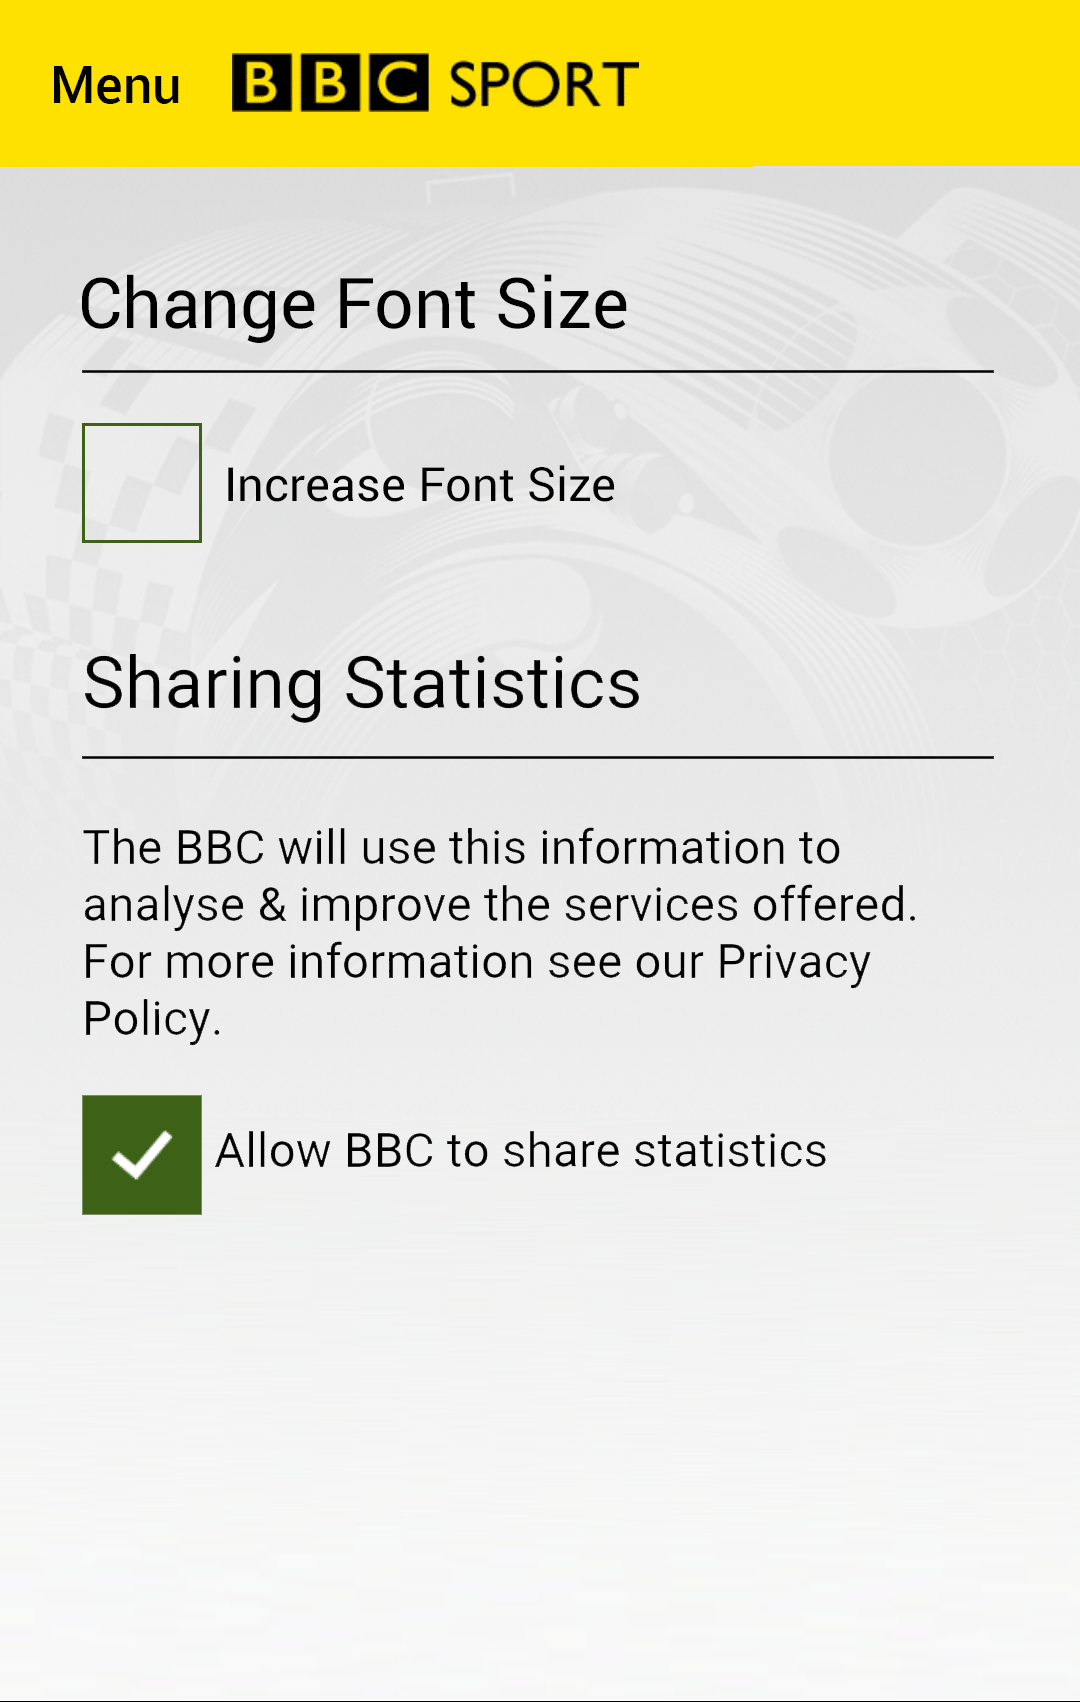 Menu BBC SPORT
Change Font Size
Increase Font Size
Sharing Statistics
The BBC will use this information to
analyse & improve the services offered.
For more information see our Privacy
Policy.
Allow BBC to share statistics